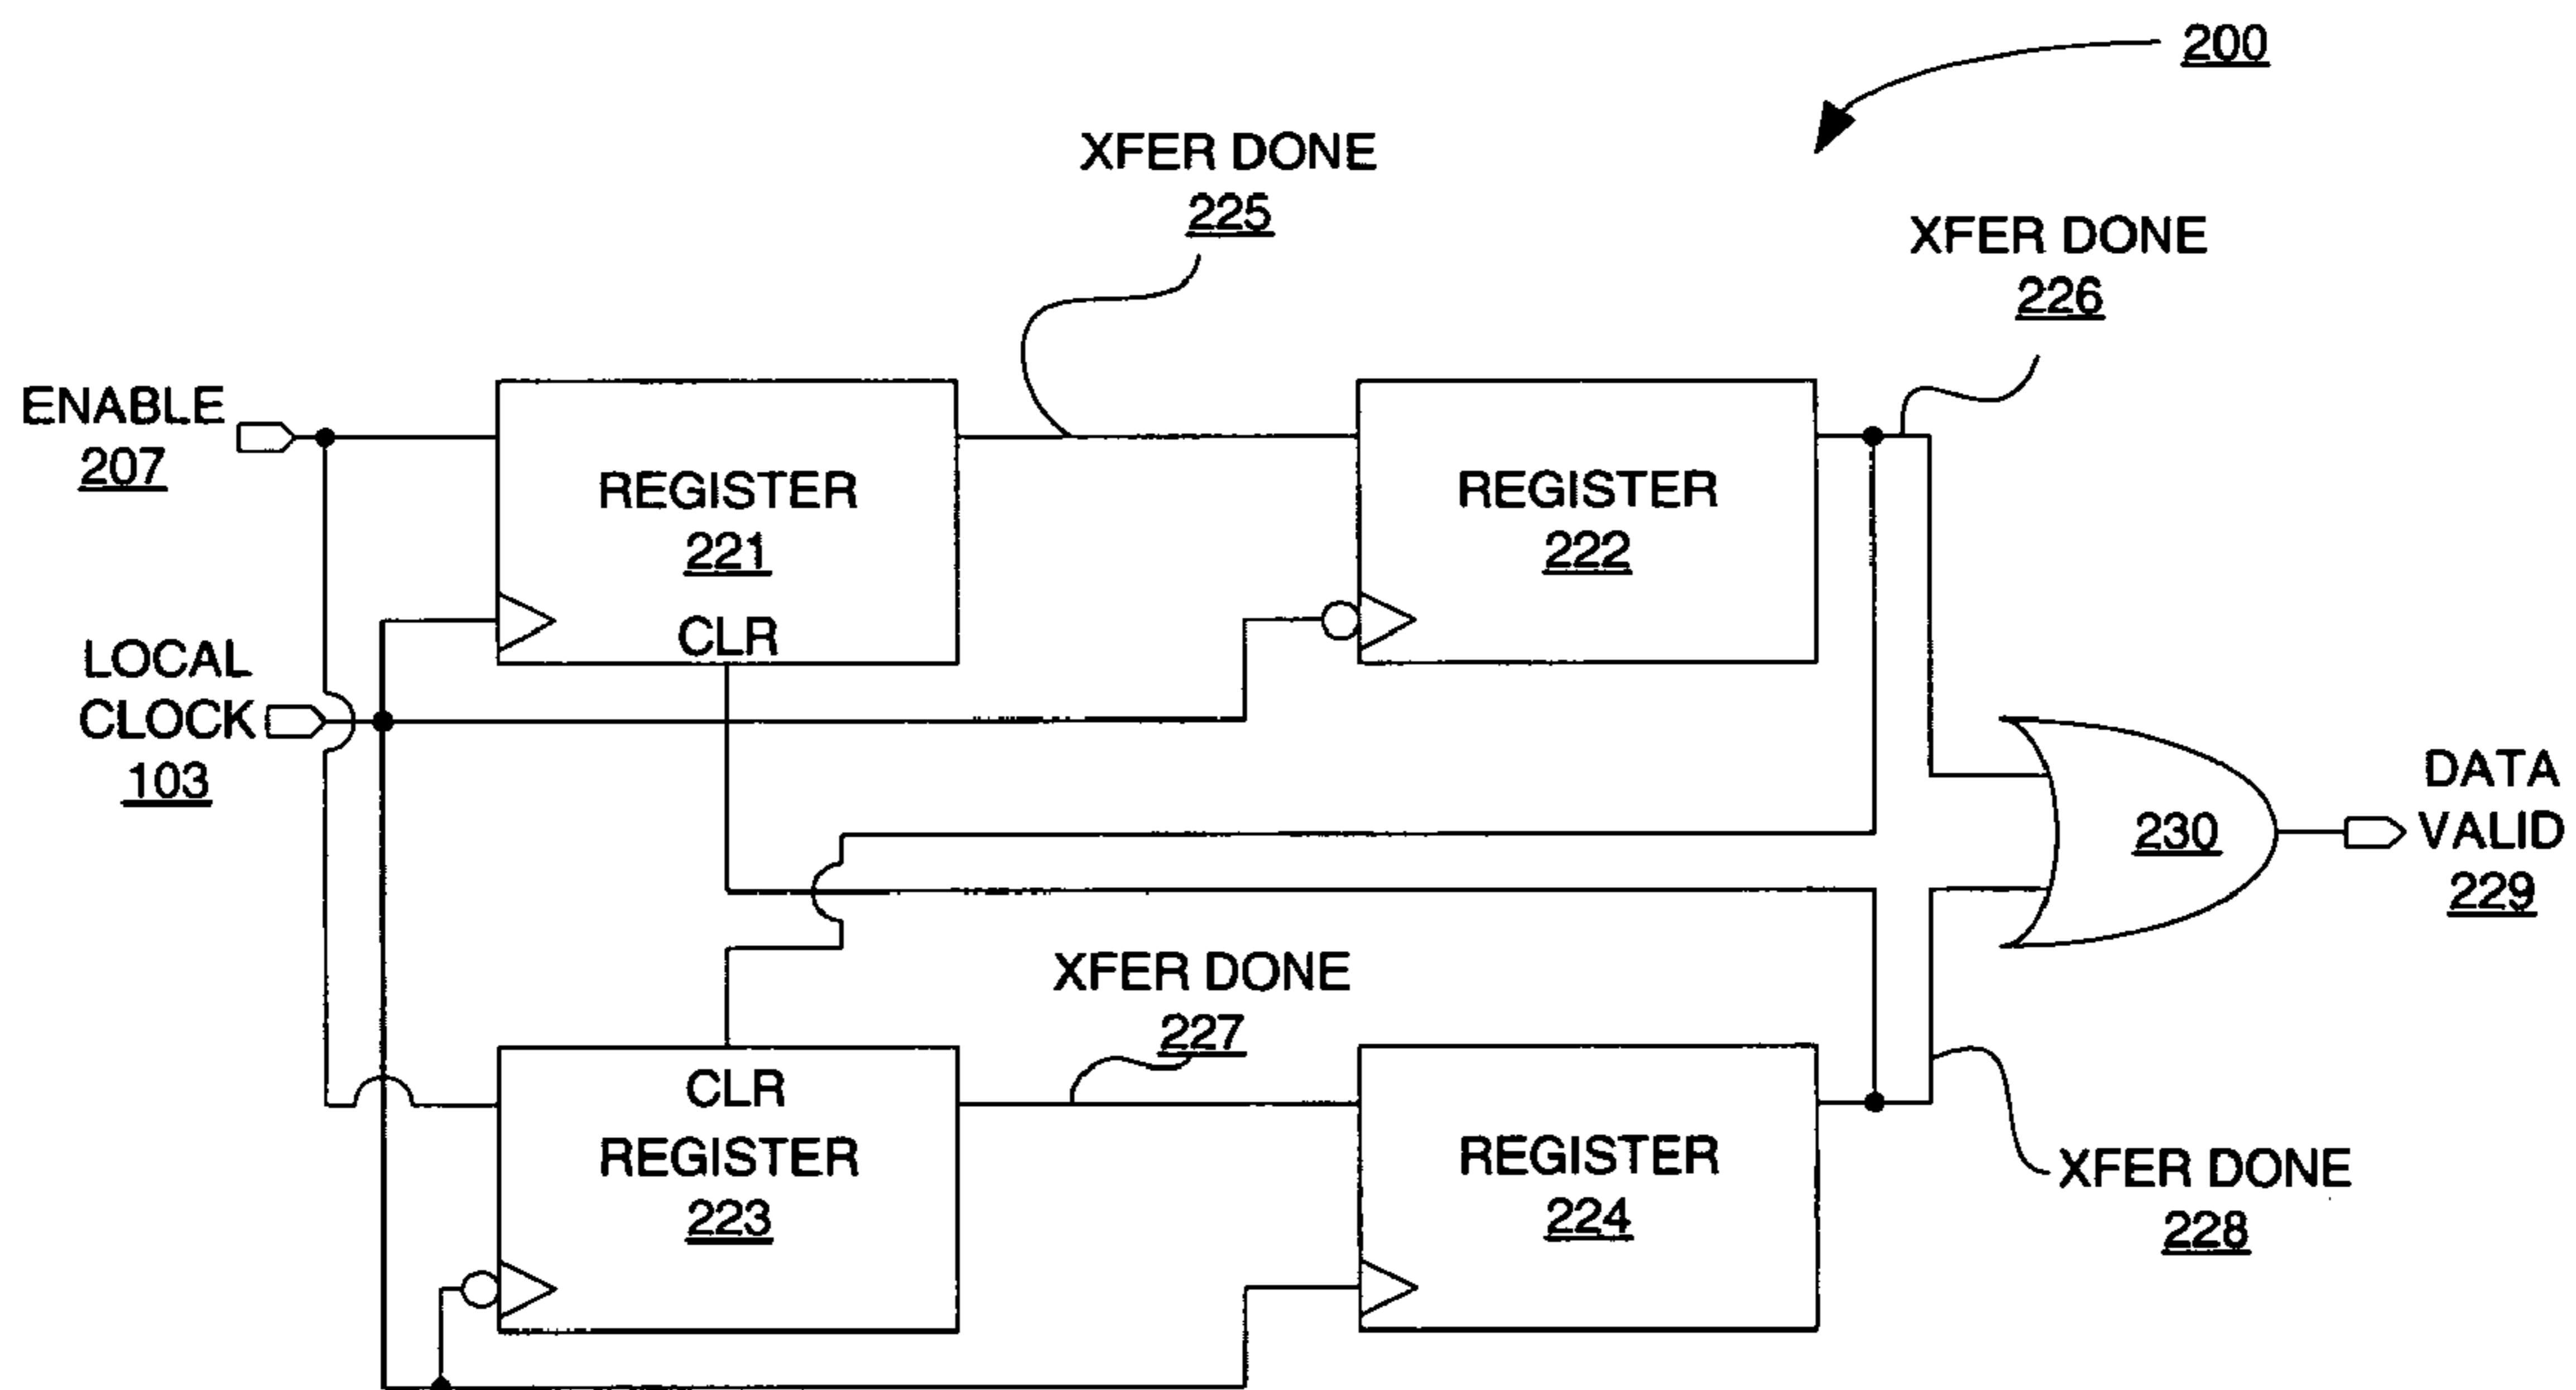 200
XFER DONE
225
XFER DONE
226
ENABLE
207
REGISTER
221
CLR
REGISTER
222
LOCAL
CLOCK
103
230
DATA
VALID
229
XFER DONE
227
CLR
REGISTER
223
REGISTER
224
XFER DONE
228